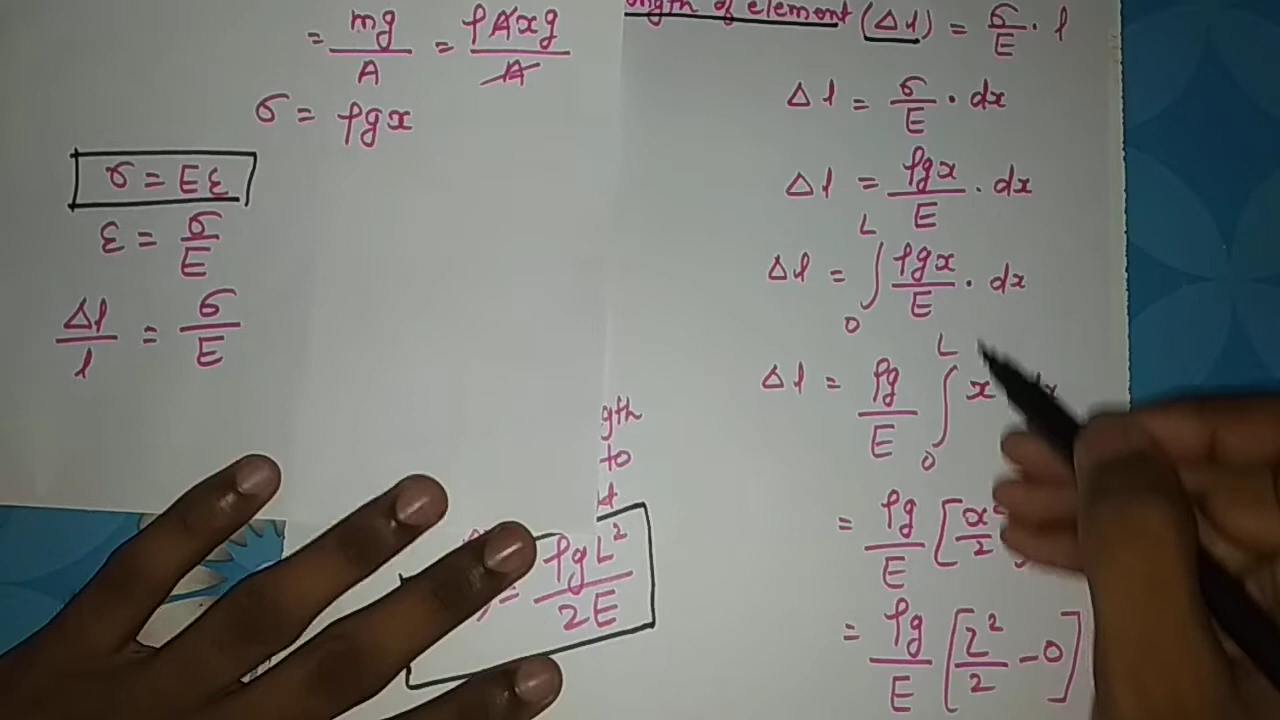 = mg/A = ρAxg/A
σ = ρgx
σ = Eε
ε = σ/E
Δl/l = σ/E
gth
to
= ρgL²/2E
of element (Δl) = σ/E · l
Δl = σ/E · dx
Δl = ρgx/E · dx
Δl = ∫₀ᴸ ρgx/E · dx
Δl = ρg/E ∫₀ᴸ x dx
= ρg/E [x²/2
= ρg/E [L²/2 - 0]